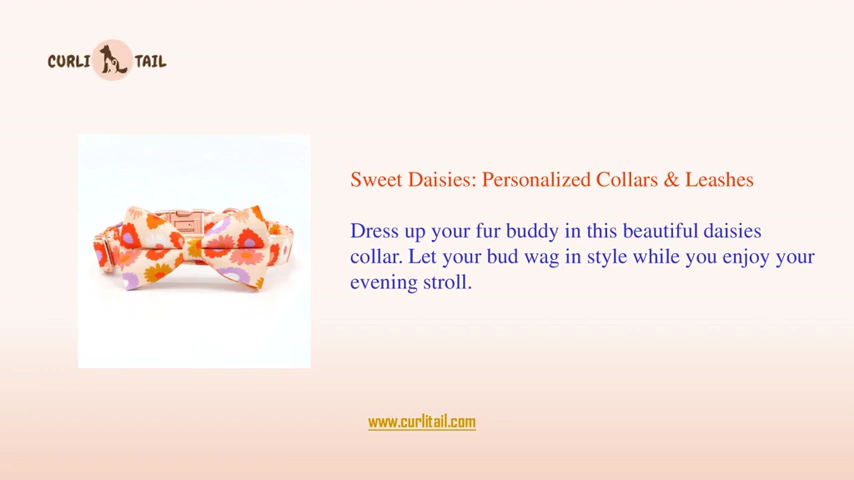 CURLI TAIL
Sweet Daisies: Personalized Collars & Leashes
Dress up your fur buddy in this beautiful daisies
collar. Let your bud wag in style while you enjoy your
evening stroll.
www.curlitail.com